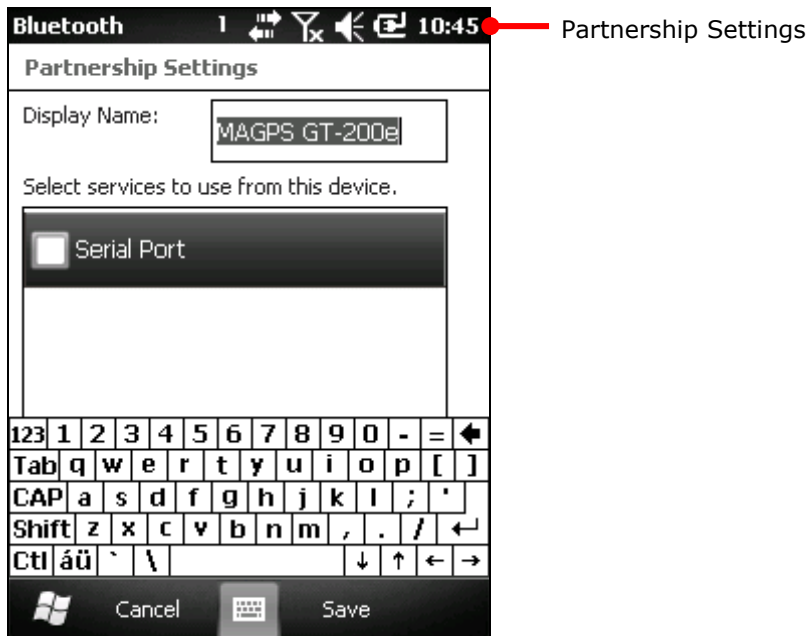 Bluetooth 1 10:45
Partnership Settings
Partnership Settings
Display Name:
MAGPS GT-200e
Select services to use from this device.
Serial Port
123 1 2 3 4 5 6 7 8 9 0 - = 🡄
Tab q w e r t y u i o p [ ]
CAP a s d f g h j k l ; '
Shift z x c v b n m , . / ↵
Ctl áü ` \ ↓ ↑ ← →
Cancel Save